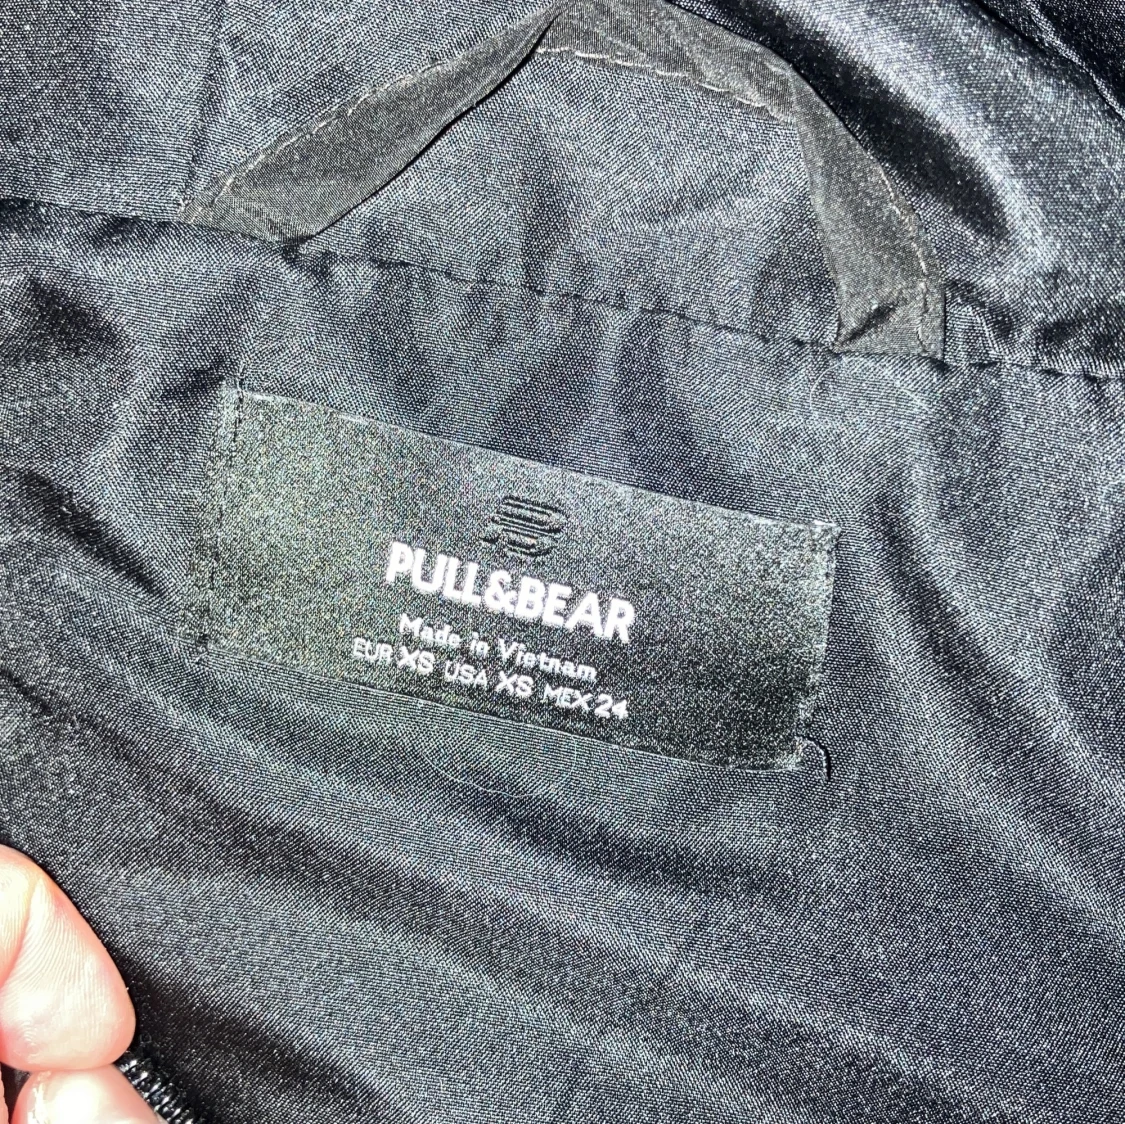 PULL&BEAR
Made in Vietnam
EUR XS USA XS MEX 24